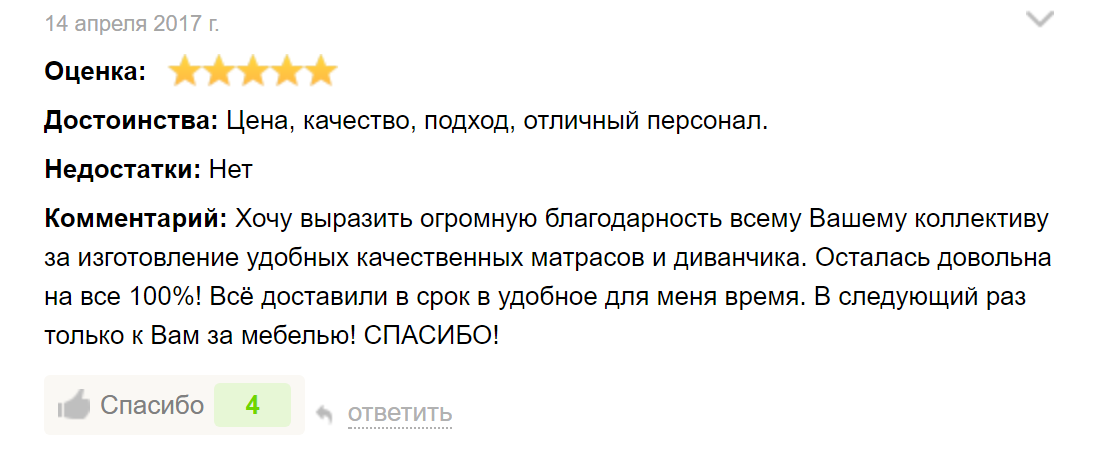 14 апреля 2017 г.
Оценка:
Достоинства: Цена, качество, подход, отличный персонал.
Недостатки: Нет
Комментарий: Хочу выразить огромную благодарность всему Вашему коллективу
за изготовление удобных качественных матрасов и диванчика. Осталась довольна
на все 100%! Всё доставили в срок в удобное для меня время. В следующий раз
только к Вам за мебелью! СПАСИБО!
Спасибо 4 ответить